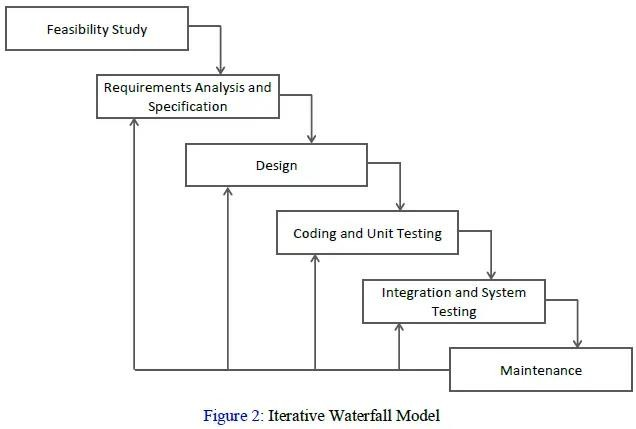 Feasibility Study
Requirements Analysis and
Specification
Design
Coding and Unit Testing
Integration and System
Testing
Maintenance
Figure 2: Iterative Waterfall Model